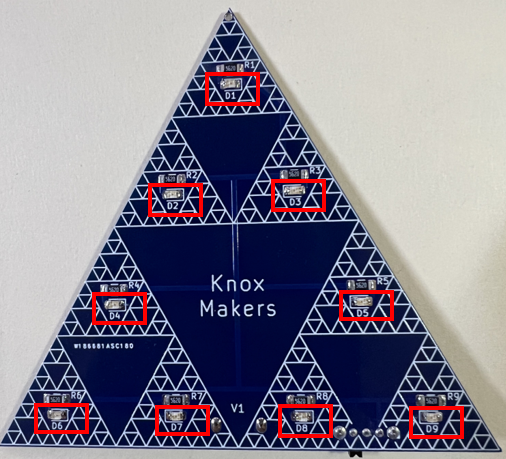 R1
D1
R2
R3
D2
D3
R4
R5
D4
Knox
Makers
D5
W186681ASC180
R6
R7
R8
R9
V1
D6
D7
D8
D9